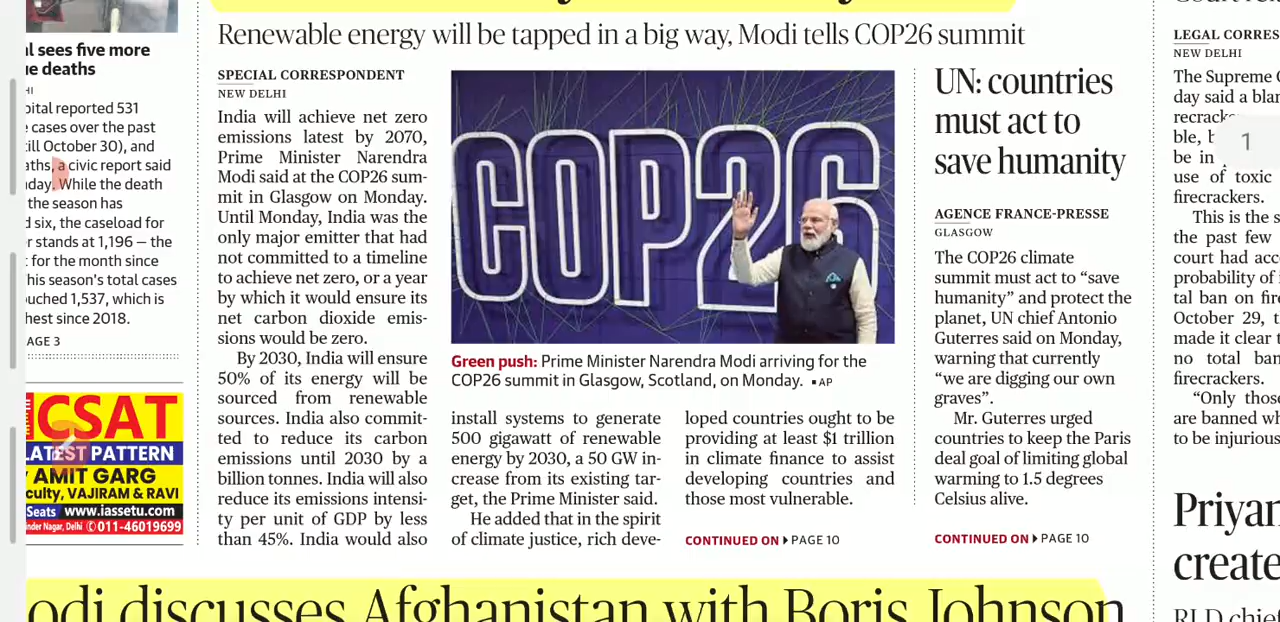 l sees five more
e deaths
HI
pital reported 531
cases over the past
till October 30), and
aths, a civic report said
nday. While the death
the season has
d six, the caseload for
r stands at 1,196 — the
for the month since
his season's total cases
ouched 1,537, which is
hest since 2018.
AGE 3
CSAT
LATEST PATTERN
AMIT GARG
culty, VAJIRAM & RAVI
Seats www.iassetu.com
inder Nagar, Delhi 011-46019699
Renewable energy will be tapped in a big way, Modi tells COP26 summit
SPECIAL CORRESPONDENT
NEW DELHI
India will achieve net zero
emissions latest by 2070,
Prime Minister Narendra
Modi said at the COP26 sum-
mit in Glasgow on Monday.
Until Monday, India was the
only major emitter that had
not committed to a timeline
to achieve net zero, or a year
by which it would ensure its
net carbon dioxide emis-
sions would be zero.
By 2030, India will ensure
50% of its energy will be
sourced from renewable
sources. India also commit-
ted to reduce its carbon
emissions until 2030 by a
billion tonnes. India will also
reduce its emissions intensi-
ty per unit of GDP by less
than 45%. India would also
COP26
Green push: Prime Minister Narendra Modi arriving for the
COP26 summit in Glasgow, Scotland, on Monday. ■ AP
install systems to generate
500 gigawatt of renewable
energy by 2030, a 50 GW in-
crease from its existing tar-
get, the Prime Minister said.
He added that in the spirit
of climate justice, rich deve-
loped countries ought to be
providing at least $1 trillion
in climate finance to assist
developing countries and
those most vulnerable.
CONTINUED ON ▶ PAGE 10
UN: countries
must act to
save humanity
AGENCE FRANCE-PRESSE
GLASGOW
The COP26 climate
summit must act to “save
humanity” and protect the
planet, UN chief Antonio
Guterres said on Monday,
warning that currently
“we are digging our own
graves”.
Mr. Guterres urged
countries to keep the Paris
deal goal of limiting global
warming to 1.5 degrees
Celsius alive.
CONTINUED ON ▶ PAGE 10
LEGAL CORRES
NEW DELHI
The Supreme C
day said a blan
recracke
ble, b
be in
use of toxic
firecrackers.
This is the s
the past few
court had acc
probability of
tal ban on fire
October 29, t
made it clear t
no total ban
firecrackers.
“Only those
are banned wh
to be injurious
1
Priyan
create
RLD chief
odi discusses Afghanistan with Boris Johnson